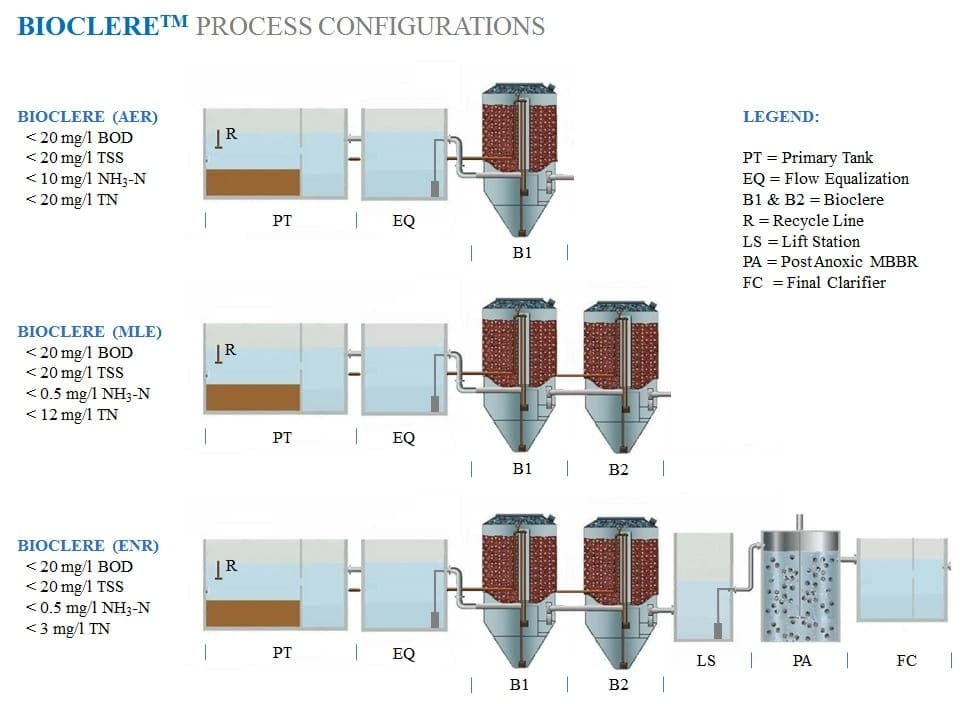 BIOCLERE™ PROCESS CONFIGURATIONS
BIOCLERE (AER)
< 20 mg/l BOD
< 20 mg/l TSS
< 10 mg/l NH₃-N
< 20 mg/l TN
R
PT
EQ
B1
LEGEND:
PT = Primary Tank
EQ = Flow Equalization
B1 & B2 = Bioclere
R = Recycle Line
LS = Lift Station
PA = Post Anoxic MBBR
FC = Final Clarifier
BIOCLERE (MLE)
< 20 mg/l BOD
< 20 mg/l TSS
< 0.5 mg/l NH₃-N
< 12 mg/l TN
R
PT
EQ
B1
B2
BIOCLERE (ENR)
< 20 mg/l BOD
< 20 mg/l TSS
< 0.5 mg/l NH₃-N
< 3 mg/l TN
R
PT
EQ
B1
B2
LS
PA
FC